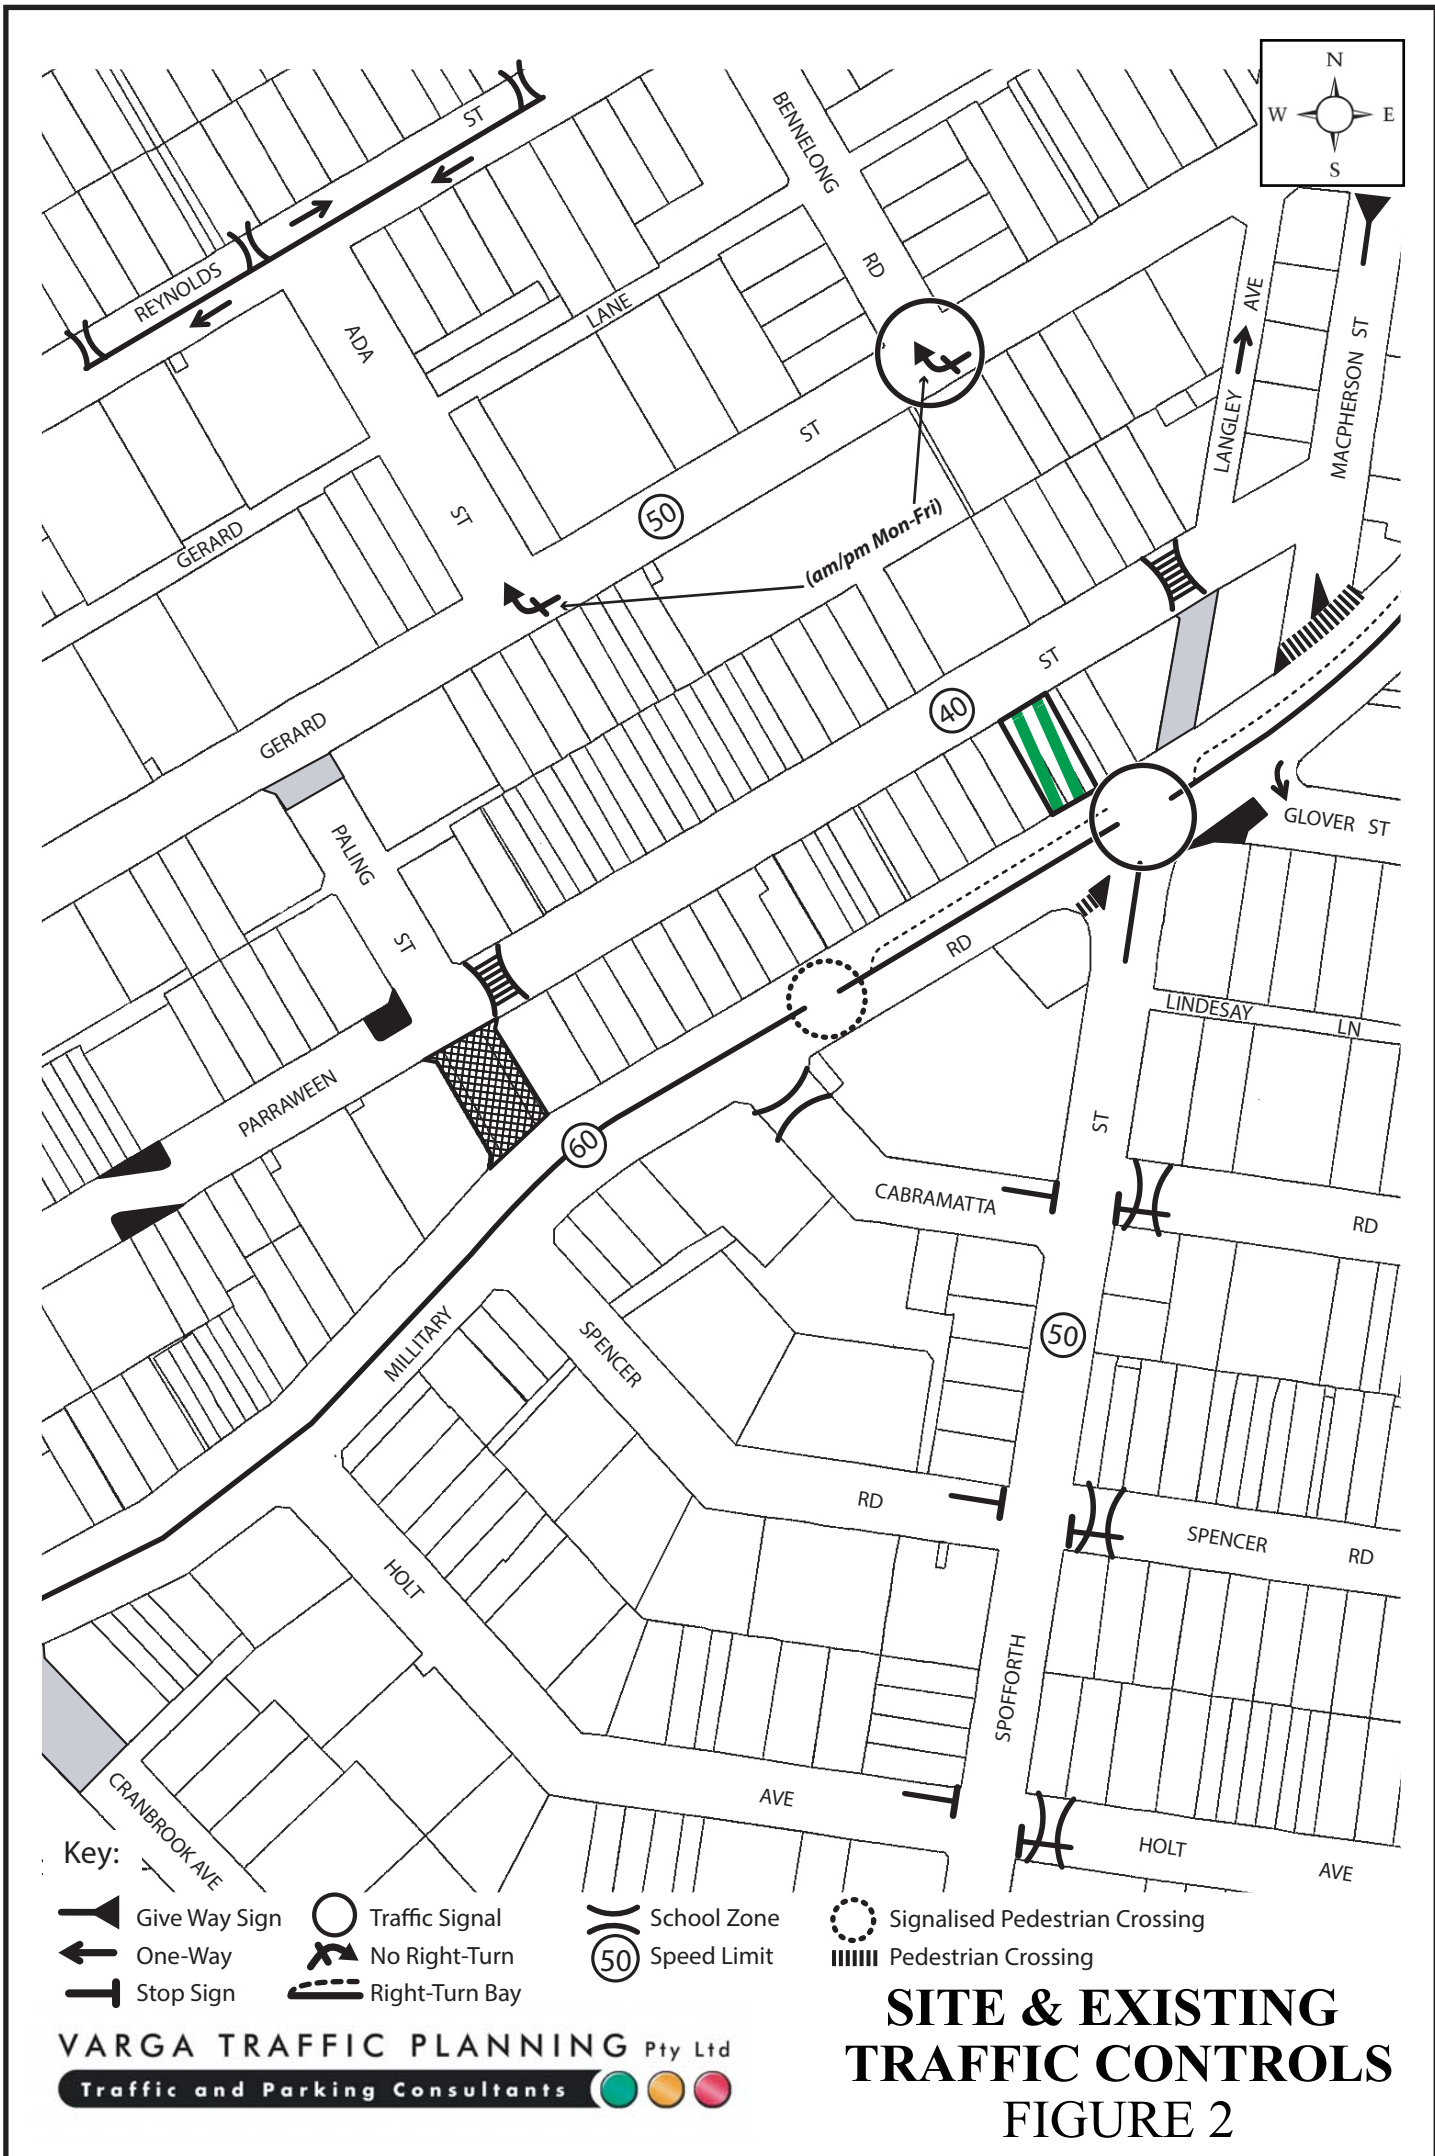 N
W E
S
BENNELONG
RD
ST
REYNOLDS
ADA
ST
LANE
ST
LANGLEY AVE
MACPHERSON ST
50
(am/pm Mon-Fri)
GERARD
GERARD
ST
40
PALING
ST
GLOVER ST
RD
LINDESAY LN
PARRAWEEN
60
ST
CABRAMATTA
RD
50
MILLITARY
SPENCER
RD
SPENCER RD
HOLT
SPOFFORTH
AVE
HOLT AVE
CRANBROOK AVE
Key:
Give Way Sign
Traffic Signal
School Zone
Signalised Pedestrian Crossing
One-Way
No Right-Turn
50 Speed Limit
Pedestrian Crossing
Stop Sign
Right-Turn Bay
VARGA TRAFFIC PLANNING Pty Ltd
Traffic and Parking Consultants
SITE & EXISTING
TRAFFIC CONTROLS
FIGURE 2